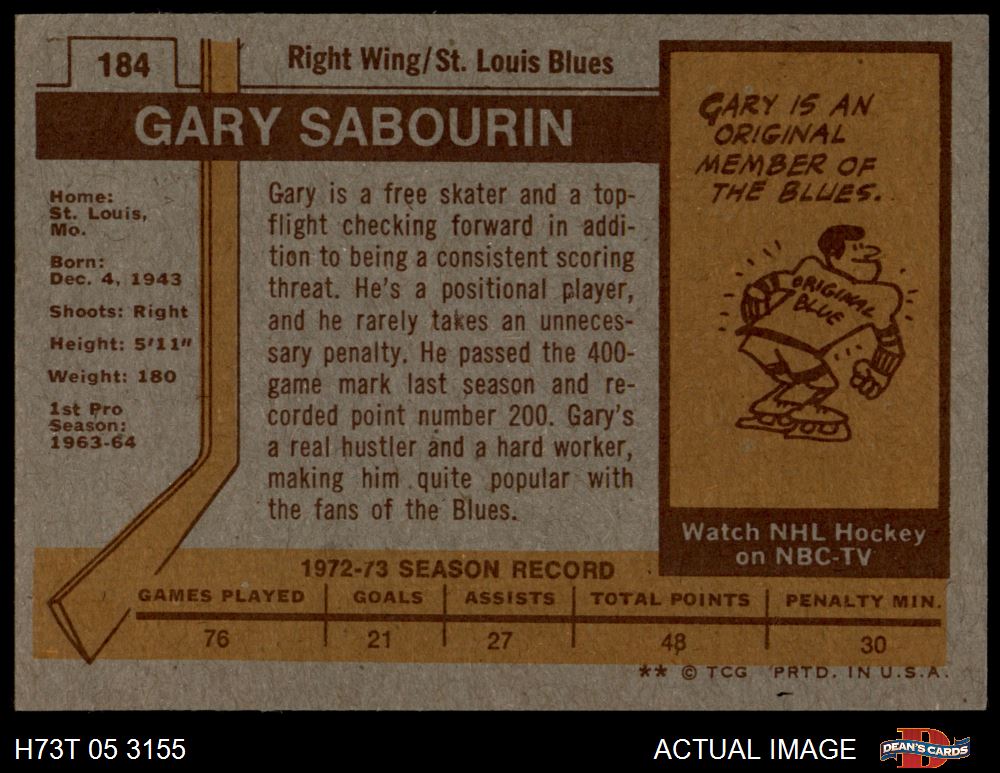 184
Right Wing/St. Louis Blues
GARY SABOURIN
Home:
St. Louis,
Mo.
Born:
Dec. 4, 1943
Shoots: Right
Height: 5'11"
Weight: 180
1st Pro
Season:
1963-64
Gary is a free skater and a top-
flight checking forward in addi-
tion to being a consistent scoring
threat. He's a positional player,
and he rarely takes an unneces-
sary penalty. He passed the 400-
game mark last season and re-
corded point number 200. Gary's
a real hustler and a hard worker,
making him quite popular with
the fans of the Blues.
GARY IS AN
ORIGINAL
MEMBER OF
THE BLUES.
ORIGINAL
BLUE
Watch NHL Hockey
on NBC-TV
1972-73 SEASON RECORD
GAMES PLAYED GOALS ASSISTS TOTAL POINTS PENALTY MIN.
76 21 27 48 30
** © TCG PRTD. IN U.S.A.
H73T 05 3155
ACTUAL IMAGE
D
DEAN'S CARDS